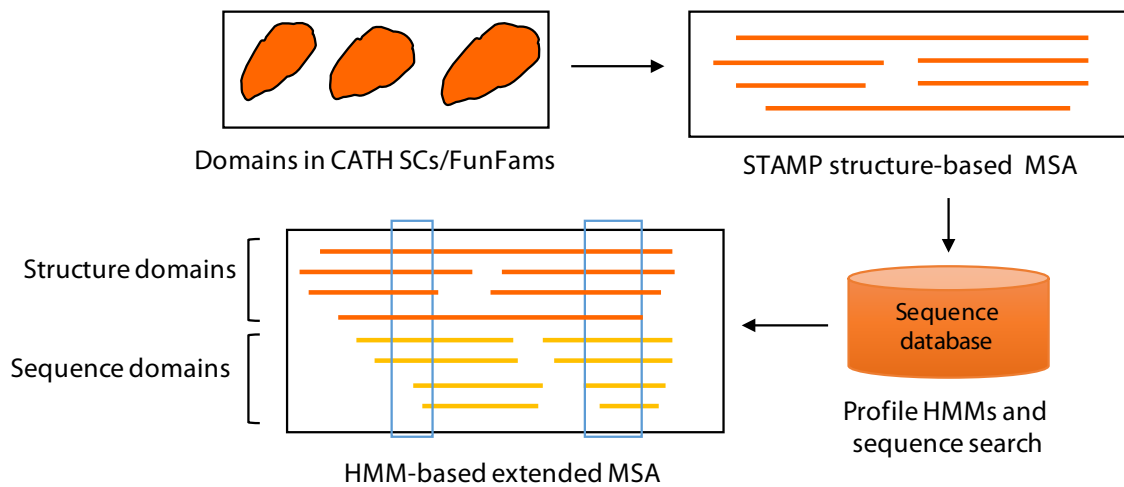 Domains in CATH SCs/FunFams
STAMP structure-based MSA
Structure domains
Sequence domains
Sequence
database
Profile HMMs and
sequence search
HMM-based extended MSA